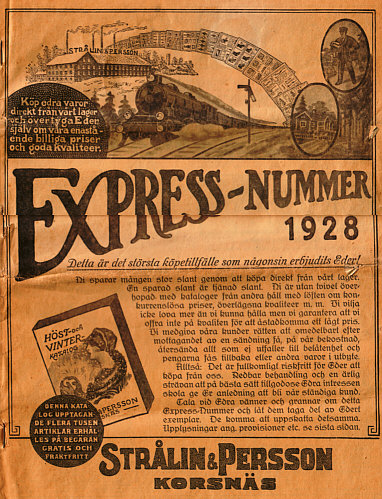 STRÅLIN & PERSSON
Köp edra varor
direkt från vårt lager
och övertyga Eder
själv om våra enastå-
ende billiga priser
och goda kvaliteer.
EXPRESS-NUMMER
1928
Detta är det största köpetillfälle som någonsin erbjudits Eder!
Ni sparar mången stor slant genom att köpa direkt från vårt lager.
En sparad slant är tjänad slant. Ni är utan tvivel över-
hopad med kataloger från andra håll med löften om kon-
kurrenslösa priser, överlägsna kvaliteer m. m. Vi vilja
icke lova mer än vi kunna hålla men vi garantera att vi
offra inte på kvaliten för att åstadkomma ett lågt pris.
Vi medgiva våra kunder rätten att omedelbart efter
mottagandet av en sändning få, på vår bekostnad,
återsända allt som ej utfaller till belåtenhet och
pengarna fås tillbaka eller andra varor i utbyte.
Alltså: Det är fullkomligt riskfritt för Eder att
köpa från oss. Redbar behandling och en ärlig
strävan att på bästa sätt tillgodose Edra intressen
skola ge Er anledning att bli vår ständiga kund.
Tala vid Edra vänner och grannar om detta
Express-Nummer och låt dem taga del av Edert
exemplar. De komma att uppskatta detsamma.
Upplysningar ang. provisioner etc. se sista sidan.
HÖST- och
VINTER-
KATALOG
PERSSON
NÄS
DENNA KATA
LOG UPPTAGAN-
DE FLERA TUSEN
ARTIKLAR ERHÅL
LES PÅ BEGÄRAN
GRATIS OCH
FRAKTFRITT
STRÅLIN & PERSSON
KORSNÄS